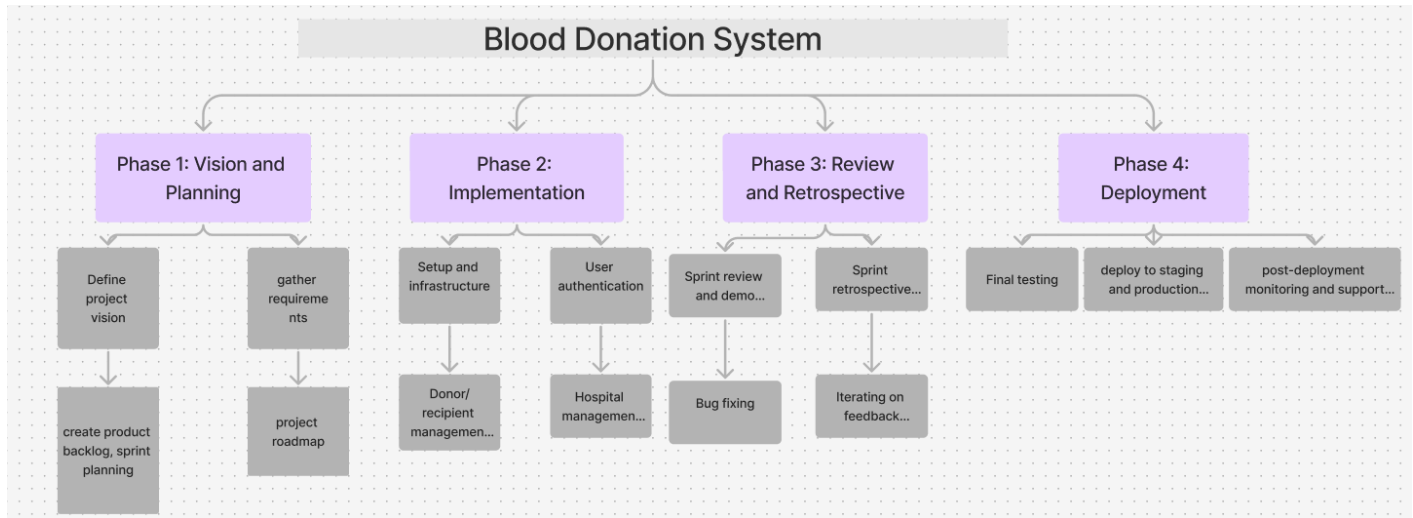 Blood Donation System
Phase 1: Vision and
Planning
Phase 2:
Implementation
Phase 3: Review
and Retrospective
Phase 4:
Deployment
Define
project
vision
gather
requireme
nts
Setup and
infrastructure
User
authentication
Sprint review
and demo...
Sprint
retrospective...
Final testing
deploy to staging
and production...
post-deployment
monitoring and support...
create product
backlog, sprint
planning
project
roadmap
Donor/
recipient
managemen...
Hospital
managemen...
Bug fixing
Iterating on
feedback...